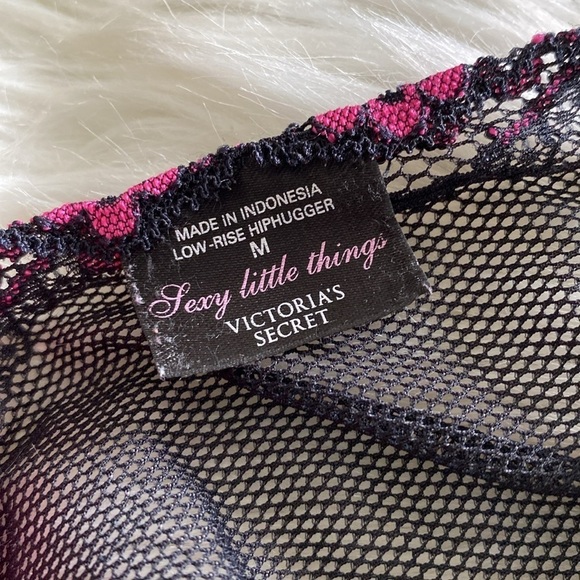 MADE IN INDONESIA
LOW-RISE HIPHUGGER
M
Sexy little things
VICTORIA'S
SECRET